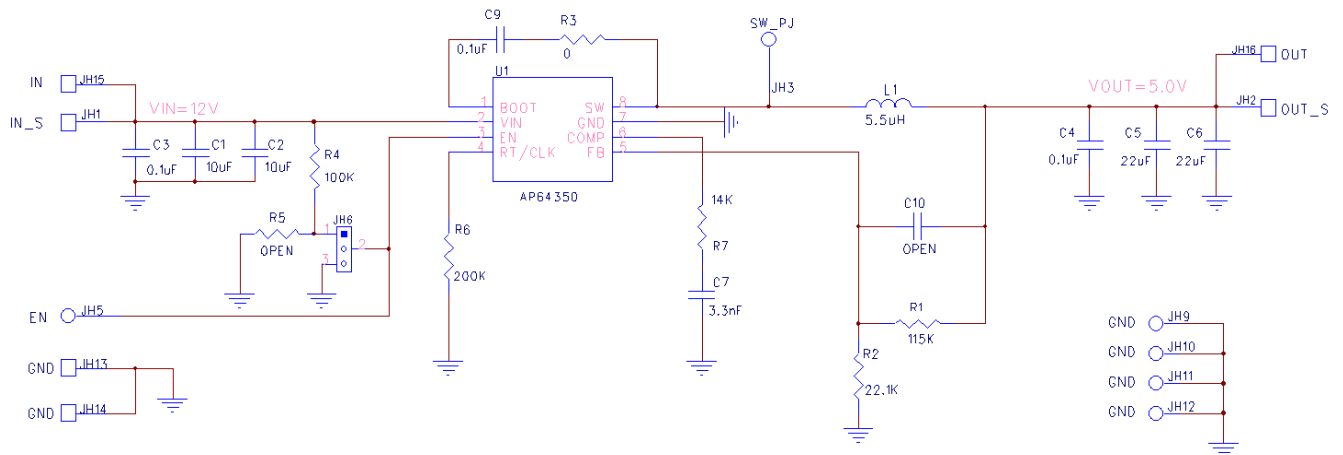 C9
0.1uF
R3
0
SW_PJ
JH3
U1
1 BOOT
2 VIN
3 EN
4 RT/CLK
SW 8
GND 7
COMP 6
FB 5
AP64350
IN
JH15
IN_S
JH1
VIN=12V
C3
0.1uF
C1
10uF
C2
10uF
R4
100K
R5
OPEN
JH6
1
2
3
R6
200K
EN
JH5
GND
JH13
GND
JH14
14K
R7
C7
3.3nF
L1
5.5uH
C10
OPEN
R1
115K
R2
22.1K
VOUT=5.0V
JH16
OUT
JH2
OUT_S
C4
0.1uF
C5
22uF
C6
22uF
GND
JH9
GND
JH10
GND
JH11
GND
JH12